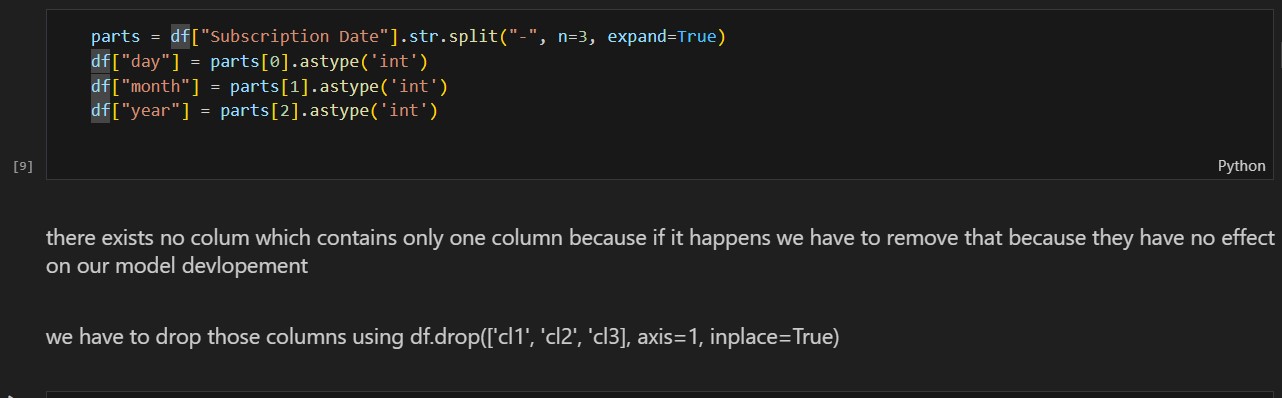 parts = df["Subscription Date"].str.split("-", n=3, expand=True)
df["day"] = parts[0].astype('int')
df["month"] = parts[1].astype('int')
df["year"] = parts[2].astype('int')
[9]
Python
there exists no colum which contains only one column because if it happens we have to remove that because they have no effect
on our model devlopement
we have to drop those columns using df.drop(['cl1', 'cl2', 'cl3], axis=1, inplace=True)